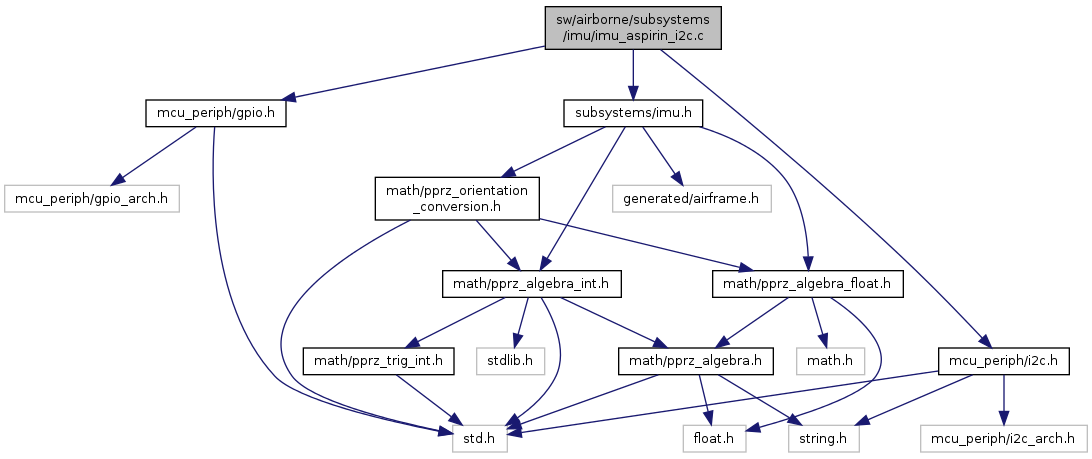 sw/airborne/subsystems
/imu/imu_aspirin_i2c.c
mcu_periph/gpio.h
subsystems/imu.h
mcu_periph/gpio_arch.h
math/pprz_orientation
_conversion.h
generated/airframe.h
math/pprz_algebra_int.h
math/pprz_algebra_float.h
math/pprz_trig_int.h
stdlib.h
math/pprz_algebra.h
math.h
mcu_periph/i2c.h
std.h
float.h
string.h
mcu_periph/i2c_arch.h